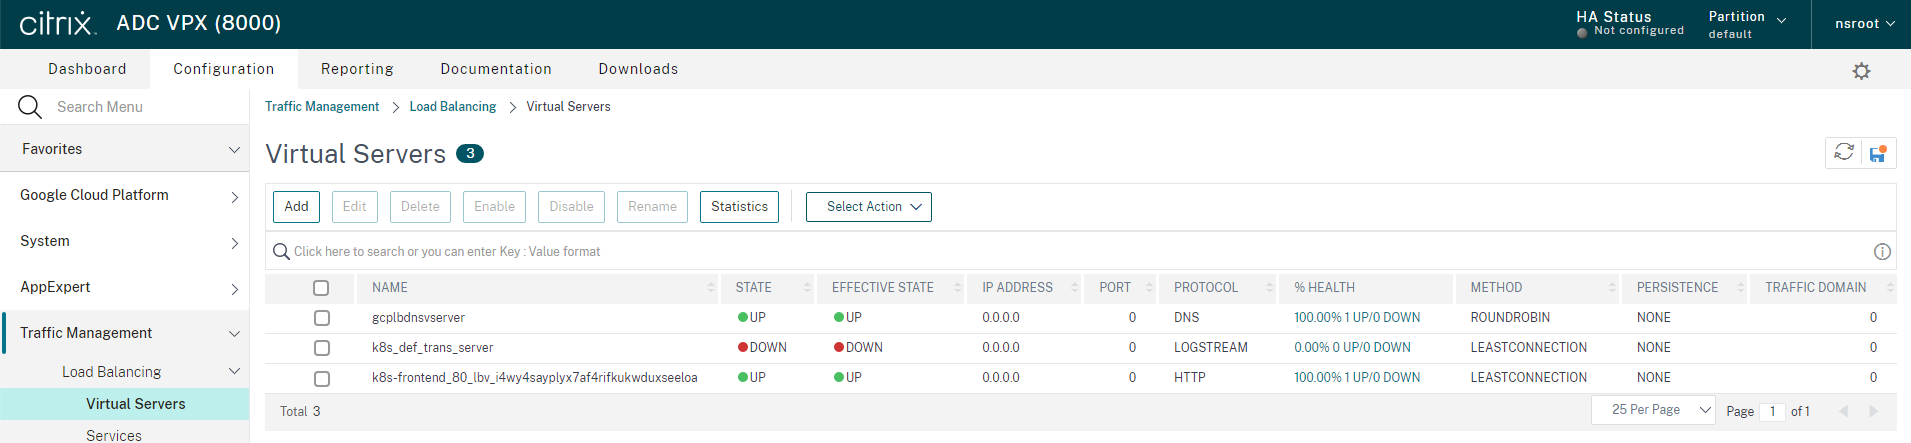 citrix ADC VPX (8000)
HA Status
Not configured
Partition
default
nsroot
Dashboard Configuration Reporting Documentation Downloads
Search Menu
Favorites
Google Cloud Platform
System
AppExpert
Traffic Management
Load Balancing
Virtual Servers
Services
Traffic Management Load Balancing Virtual Servers
Virtual Servers 3
Add Edit Delete Enable Disable Rename Statistics Select Action
Click here to search or you can enter Key : Value format
NAME STATE EFFECTIVE STATE IP ADDRESS PORT PROTOCOL % HEALTH METHOD PERSISTENCE TRAFFIC DOMAIN
gcplbdnsvserver UP UP 0.0.0.0 0 DNS 100.00% 1 UP/0 DOWN ROUNDROBIN NONE 0
k8s_def_trans_server DOWN DOWN 0.0.0.0 0 LOGSTREAM 0.00% 0 UP/0 DOWN LEASTCONNECTION NONE 0
k8s-frontend_80_lbv_i4wy4sayplyx7af4rifkukwduxseeloa UP UP 0.0.0.0 0 HTTP 100.00% 1 UP/0 DOWN LEASTCONNECTION NONE 0
Total 3 25 Per Page Page 1 of 1